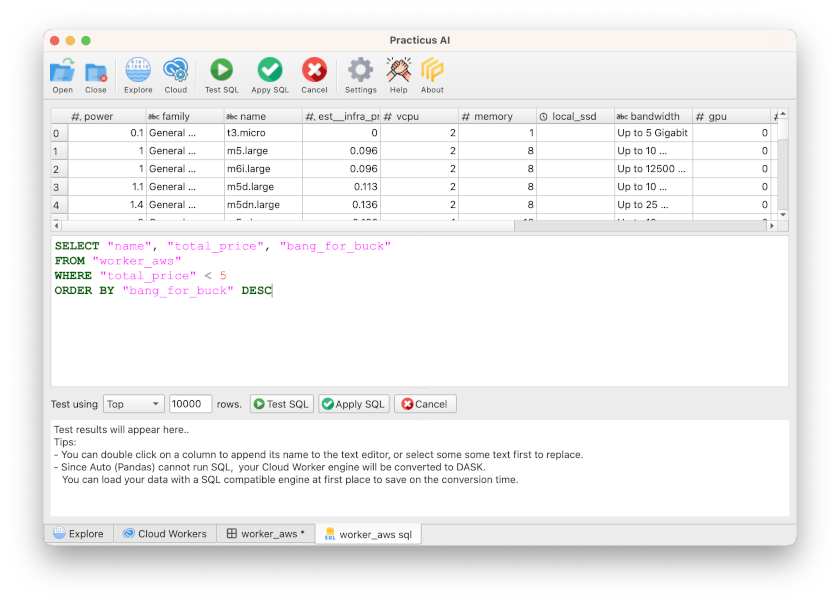 Practicus AI
Open Close Explore Cloud Test SQL Appy SQL Cancel Settings Help About
#, power abc family abc name #, est__infra_pr # vcpu # memory local_ssd abc bandwidth # gpu
0 0.1 General ... t3.micro 0 2 1 Up to 5 Gigabit 0
1 1 General ... m5.large 0.096 2 8 Up to 10 ... 0
2 1 General ... m6i.large 0.096 2 8 Up to 12500 ... 0
3 1.1 General ... m5d.large 0.113 2 8 Up to 10 ... 0
4 1.4 General ... m5dn.large 0.136 2 8 Up to 25 ... 0
SELECT "name", "total_price", "bang_for_buck"
FROM "worker_aws"
WHERE "total_price" < 5
ORDER BY "bang_for_buck" DESC
Test using Top 10000 rows. Test SQL Apply SQL Cancel
Test results will appear here..
Tips:
- You can double click on a column to append its name to the text editor, or select some some text first to replace.
- Since Auto (Pandas) cannot run SQL, your Cloud Worker engine will be converted to DASK.
You can load your data with a SQL compatible engine at first place to save on the conversion time.
Explore Cloud Workers worker_aws * SQL worker_aws sql